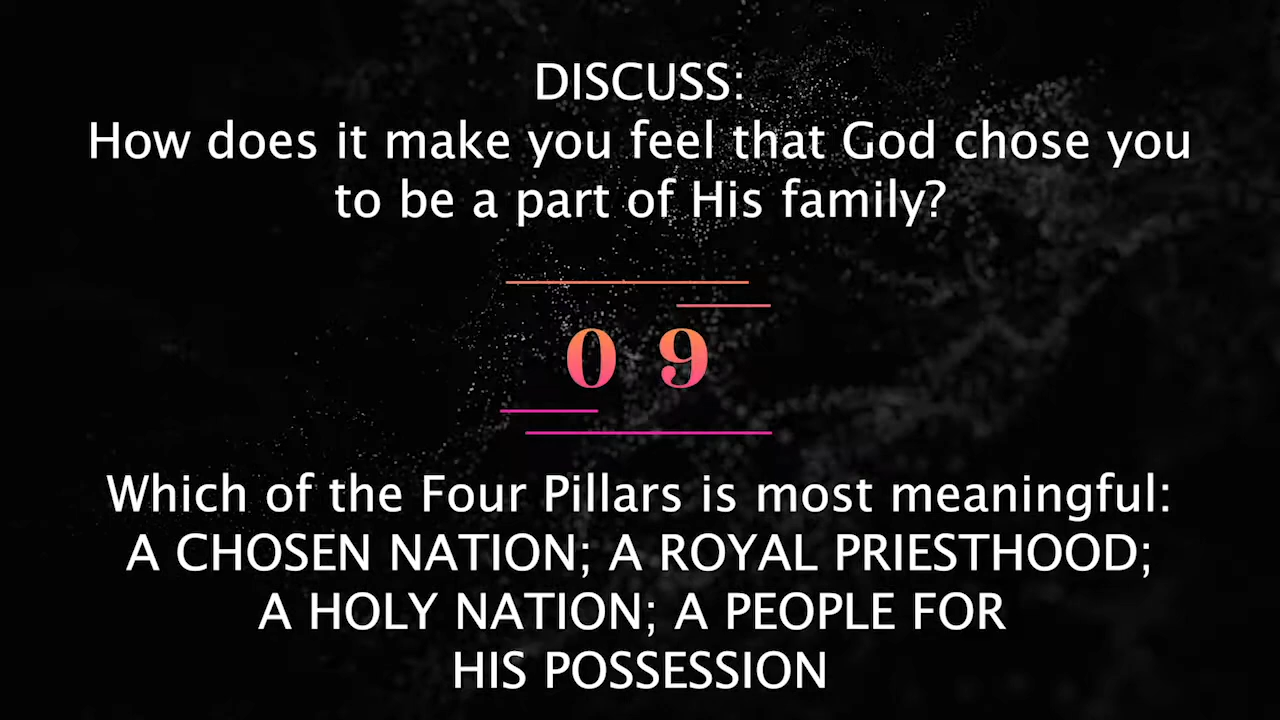 DISCUSS:
How does it make you feel that God chose you
to be a part of His family?
0 9
Which of the Four Pillars is most meaningful:
A CHOSEN NATION; A ROYAL PRIESTHOOD;
A HOLY NATION; A PEOPLE FOR
HIS POSSESSION